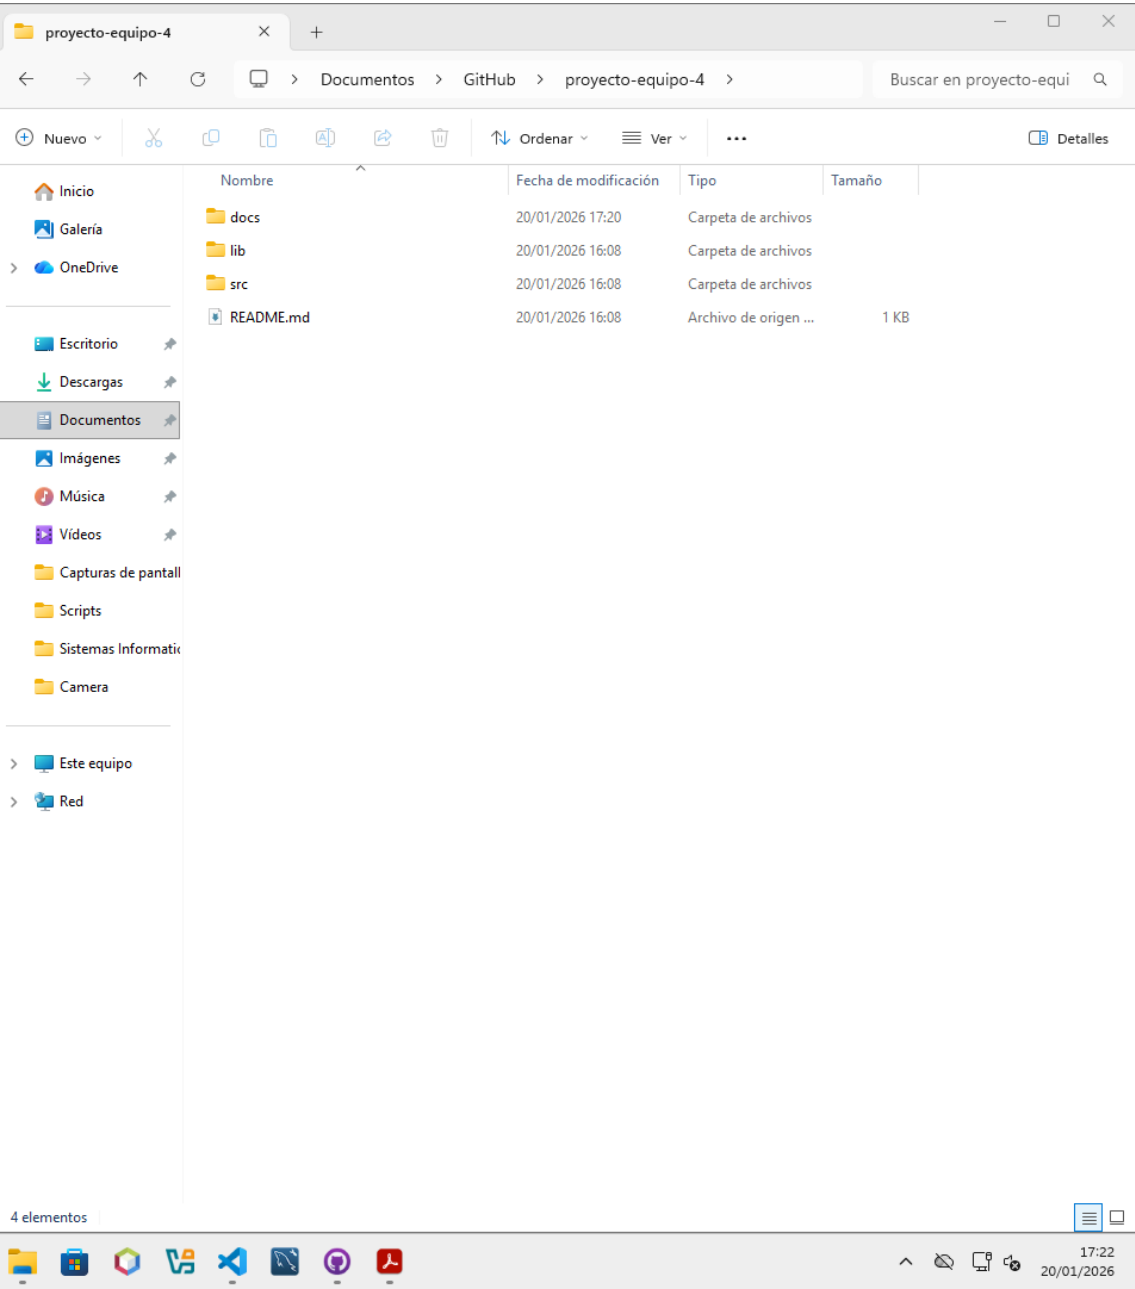 proyecto-equipo-4
Documentos > GitHub > proyecto-equipo-4 >
Buscar en proyecto-equi
Nuevo
Ordenar
Ver
Detalles
Nombre
Fecha de modificación
Tipo
Tamaño
docs 20/01/2026 17:20 Carpeta de archivos
lib 20/01/2026 16:08 Carpeta de archivos
src 20/01/2026 16:08 Carpeta de archivos
README.md 20/01/2026 16:08 Archivo de origen ... 1 KB
Inicio
Galería
OneDrive
Escritorio
Descargas
Documentos
Imágenes
Música
Vídeos
Capturas de pantall
Scripts
Sistemas Informatic
Camera
Este equipo
Red
4 elementos
17:22
20/01/2026